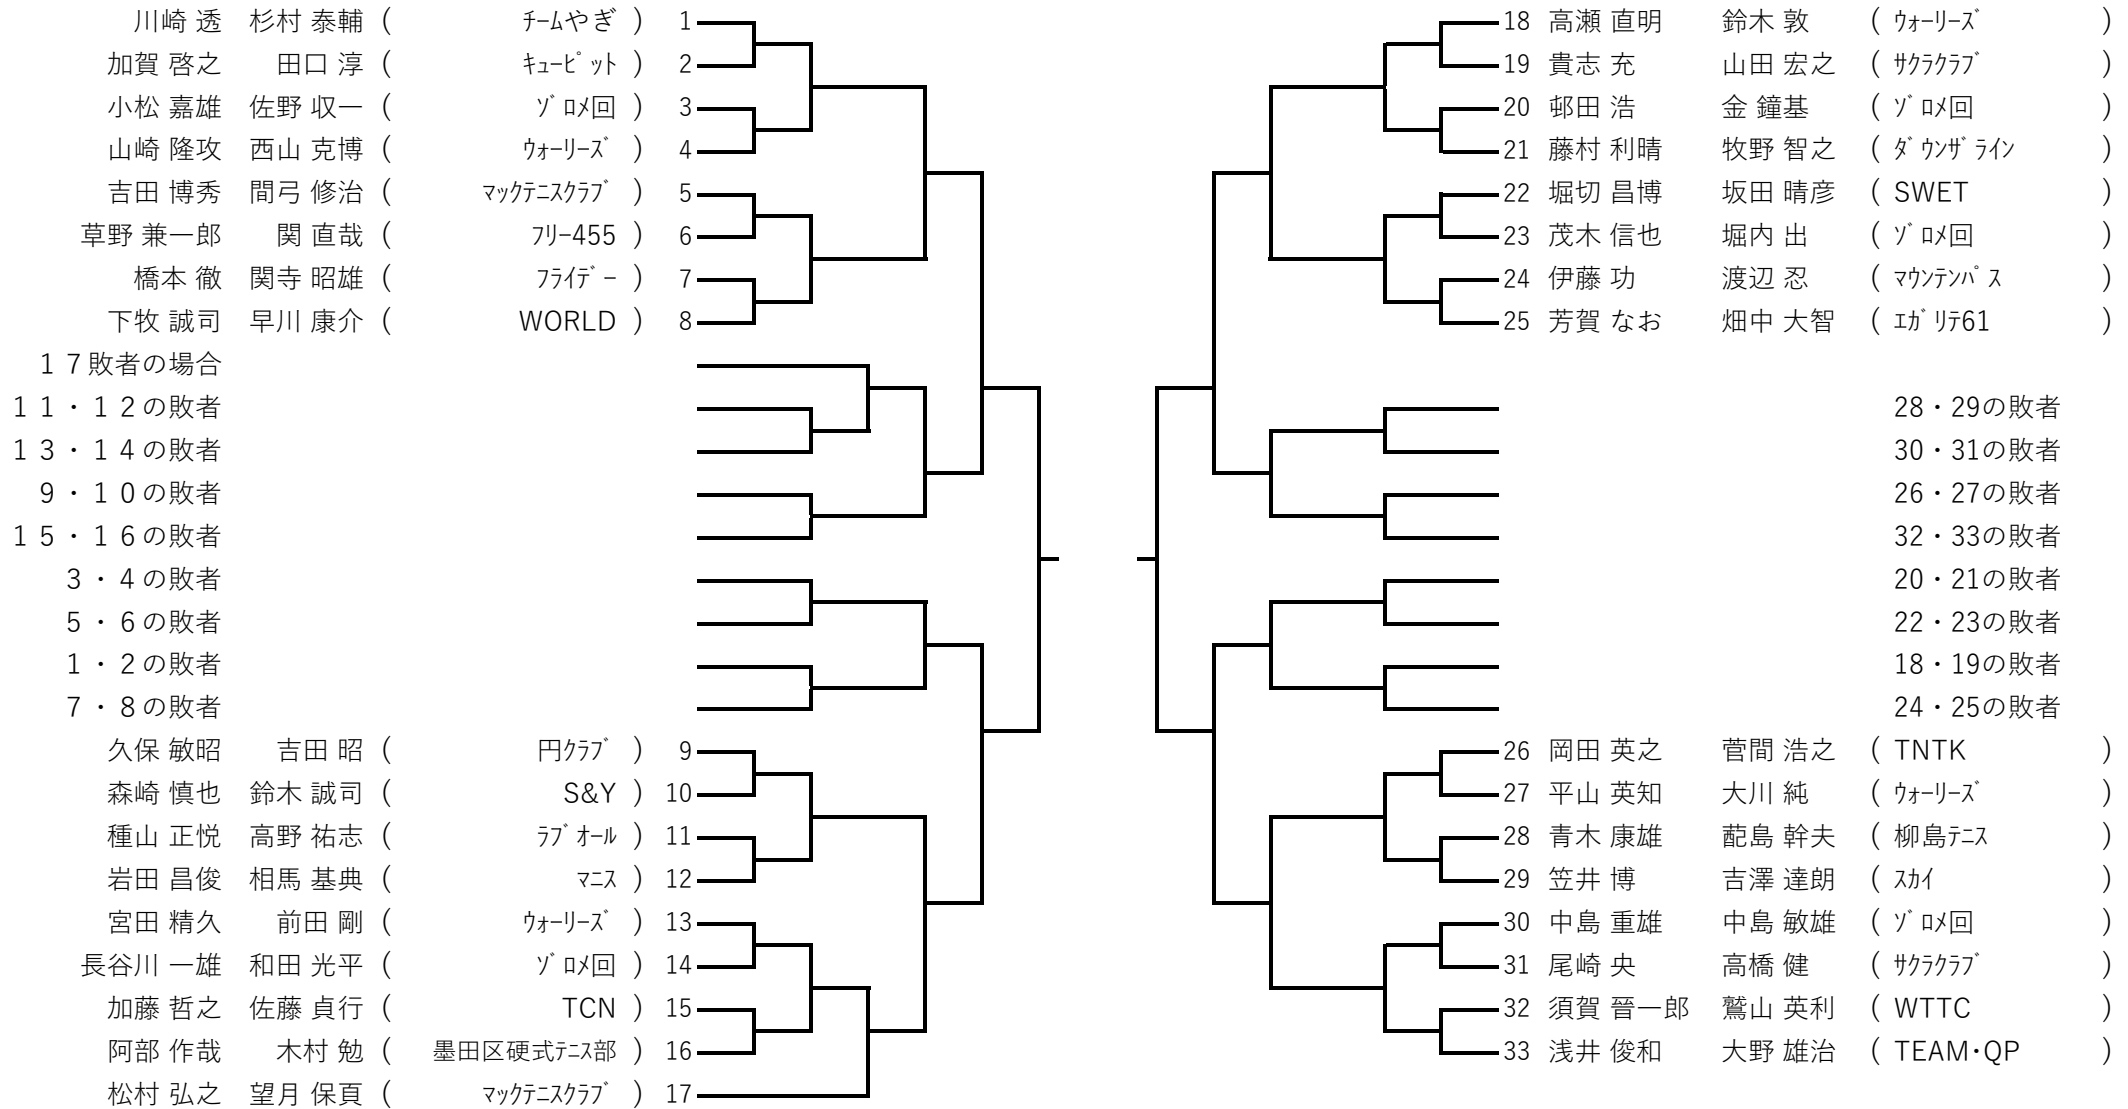 川崎 透 杉村 泰輔 ( ﾁｰﾑやぎ ) 1
加賀 啓之 田口 淳 ( ｷｭｰﾋﾟｯﾄ ) 2
小松 嘉雄 佐野 収一 ( ｿﾞﾛﾒ回 ) 3
山崎 隆攻 西山 克博 ( ｳｫｰﾘｰｽﾞ ) 4
吉田 博秀 間弓 修治 ( ﾏｯｸﾃﾆｽｸﾗﾌﾞ ) 5
草野 兼一郎 関 直哉 ( ﾌﾘｰ455 ) 6
橋本 徹 関寺 昭雄 ( ﾌﾗｲﾃﾞｰ ) 7
下牧 誠司 早川 康介 ( WORLD ) 8
１７敗者の場合
１１・１２の敗者
１３・１４の敗者
９・１０の敗者
１５・１６の敗者
３・４の敗者
５・６の敗者
１・２の敗者
７・８の敗者
久保 敏昭 吉田 昭 ( 円ｸﾗﾌﾞ ) 9
森崎 慎也 鈴木 誠司 ( S&Y ) 10
種山 正悦 高野 祐志 ( ﾗﾌﾞｵｰﾙ ) 11
岩田 昌俊 相馬 基典 ( ﾏﾆｽ ) 12
宮田 精久 前田 剛 ( ｳｫｰﾘｰｽﾞ ) 13
長谷川 一雄 和田 光平 ( ｿﾞﾛﾒ回 ) 14
加藤 哲之 佐藤 貞行 ( TCN ) 15
阿部 作哉 木村 勉 ( 墨田区硬式ﾃﾆｽ部 ) 16
松村 弘之 望月 保頁 ( ﾏｯｸﾃﾆｽｸﾗﾌﾞ ) 17
18 高瀬 直明 鈴木 敦 ( ｳｫｰﾘｰｽﾞ )
19 貴志 充 山田 宏之 ( ｻｸﾗｸﾗﾌﾞ )
20 邨田 浩 金 鐘基 ( ｿﾞﾛﾒ回 )
21 藤村 利晴 牧野 智之 ( ﾀﾞｳﾝｻﾞﾗｲﾝ )
22 堀切 昌博 坂田 晴彦 ( SWET )
23 茂木 信也 堀内 出 ( ｿﾞﾛﾒ回 )
24 伊藤 功 渡辺 忍 ( ﾏｳﾝﾃﾝﾊﾟｽ )
25 芳賀 なお 畑中 大智 ( ｴｶﾞﾘﾃ61 )
28・29の敗者
30・31の敗者
26・27の敗者
32・33の敗者
20・21の敗者
22・23の敗者
18・19の敗者
24・25の敗者
26 岡田 英之 菅間 浩之 ( TNTK )
27 平山 英知 大川 純 ( ｳｫｰﾘｰｽﾞ )
28 青木 康雄 蓜島 幹夫 ( 柳島ﾃﾆｽ )
29 笠井 博 吉澤 達朗 ( ｽｶｲ )
30 中島 重雄 中島 敏雄 ( ｿﾞﾛﾒ回 )
31 尾崎 央 高橋 健 ( ｻｸﾗｸﾗﾌﾞ )
32 須賀 晉一郎 鷲山 英利 ( WTTC )
33 浅井 俊和 大野 雄治 ( TEAM･QP )